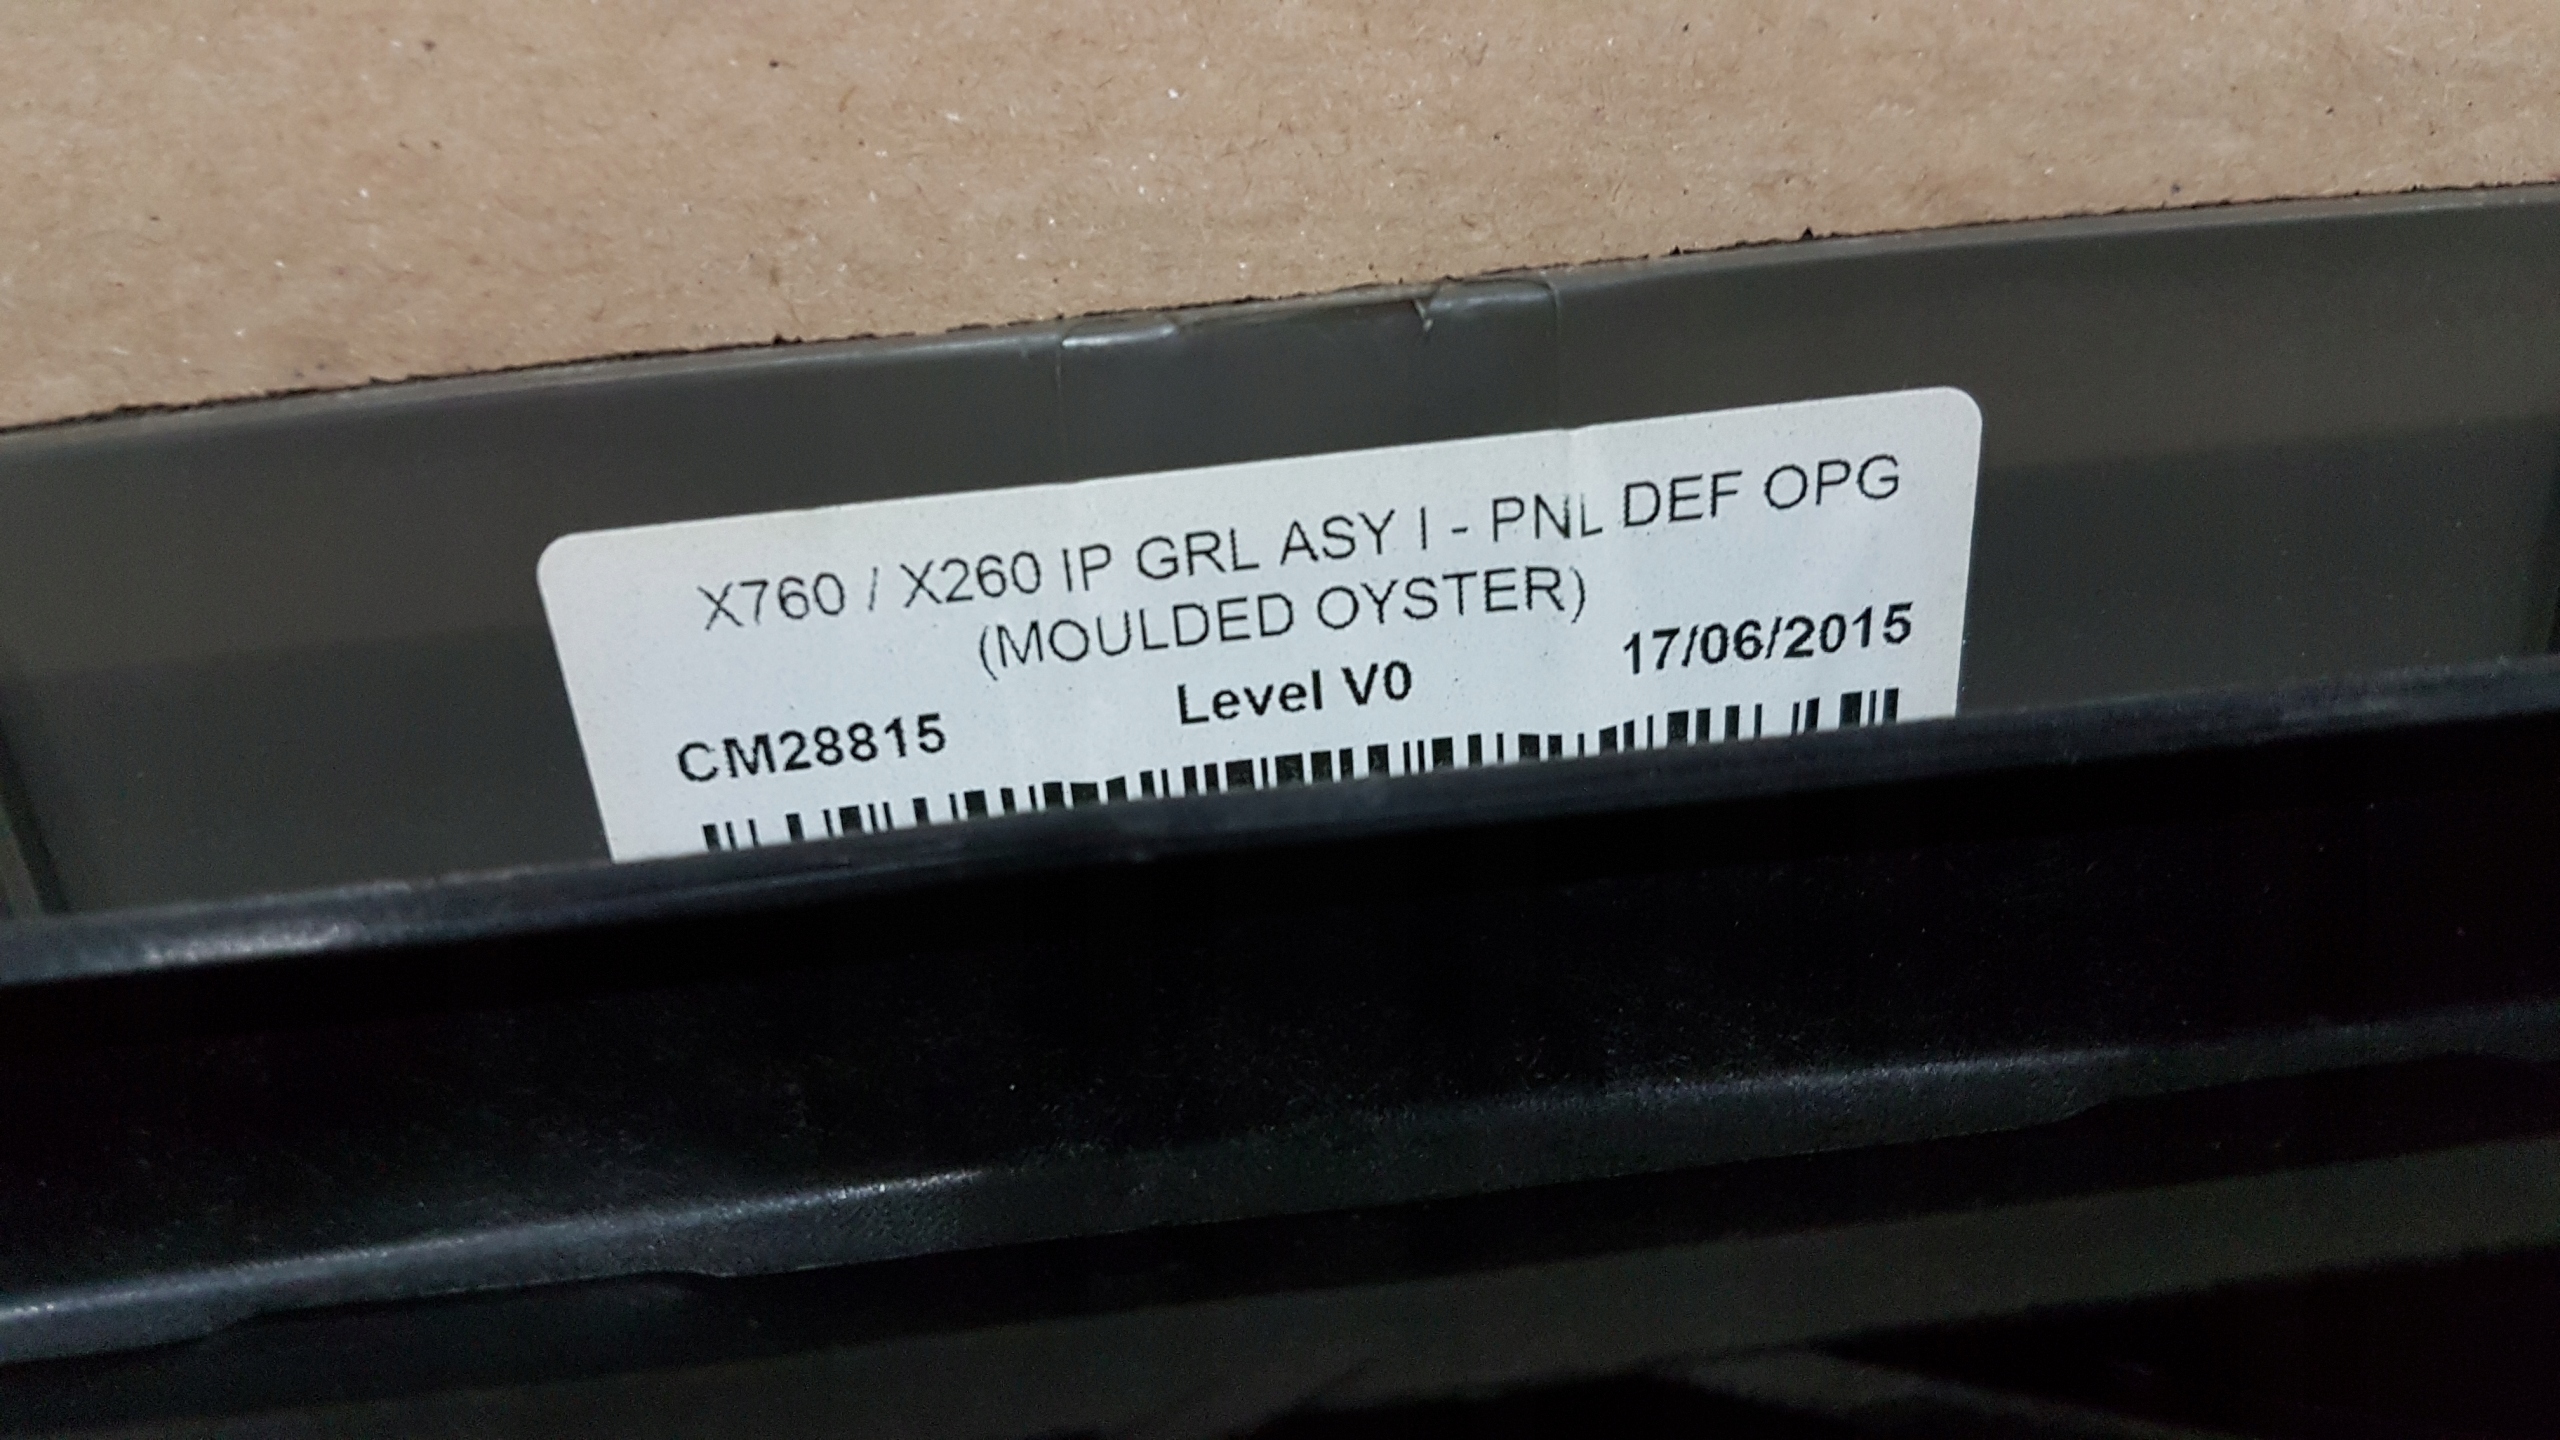 X760 / X260 IP GRL ASY I - PNL DEF OPG
(MOULDED OYSTER)
CM28815 Level V0 17/06/2015